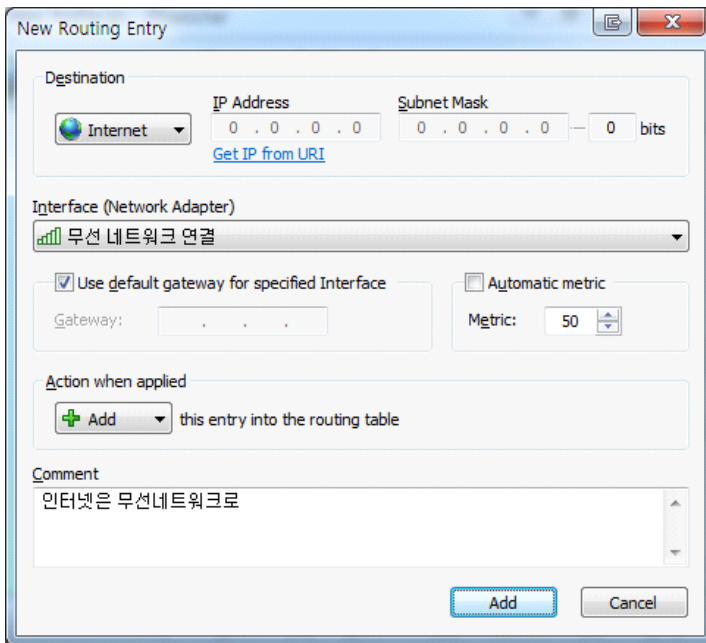 New Routing Entry
Destination
IP Address
Subnet Mask
Internet
0 . 0 . 0 . 0
0 . 0 . 0 . 0
0 bits
Get IP from URI
Interface (Network Adapter)
무선 네트워크 연결
Use default gateway for specified Interface
Gateway: . . .
Automatic metric
Metric: 50
Action when applied
Add this entry into the routing table
Comment
인터넷은 무선네트워크로
Add
Cancel